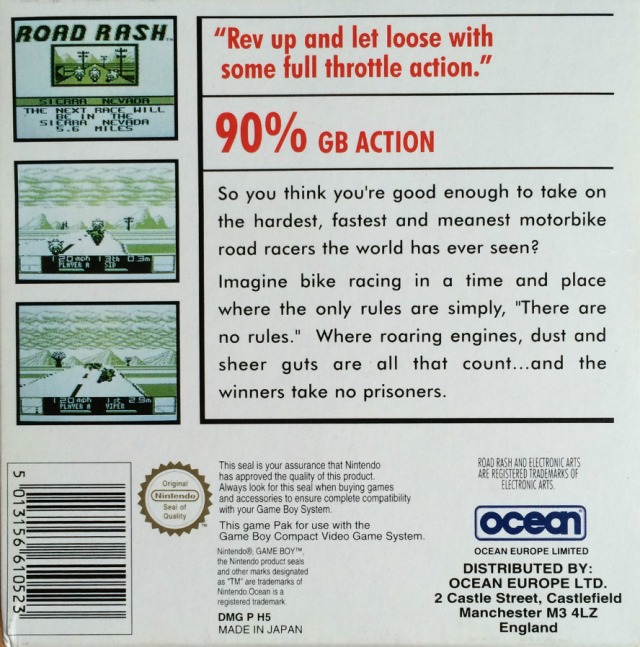 ROAD RASH™
SIERRA NEVADA
THE NEXT RACE WILL
BE IN THE
SIERRA NEVADA
5.6 MILES
"Rev up and let loose with
some full throttle action."
90% GB ACTION
So you think you're good enough to take on
the hardest, fastest and meanest motorbike
road racers the world has ever seen?
Imagine bike racing in a time and place
where the only rules are simply, "There are
no rules." Where roaring engines, dust and
sheer guts are all that count...and the
winners take no prisoners.
120mph 13th 0.3m
PLAYER A SID
120mph 1st 2.9m
PLAYER A VIPER
5 013156 610523
Original
Nintendo
Seal of
Quality
TM
This seal is your assurance that Nintendo
has approved the quality of this product.
Always look for this seal when buying games
and accessories to ensure complete compatibility
with your Game Boy System.
This game Pak for use with the
Game Boy Compact Video Game System.
Nintendo®, GAME BOY™,
the Nintendo product seals
and other marks designated
as "TM" are trademarks of
Nintendo.Ocean is a
registered trademark.
DMG P H5
MADE IN JAPAN
ROAD RASH AND ELECTRONIC ARTS
ARE REGISTERED TRADEMARKS OF
ELECTRONIC ARTS.
ocean
OCEAN EUROPE LIMITED
DISTRIBUTED BY:
OCEAN EUROPE LTD.
2 Castle Street, Castlefield
Manchester M3 4LZ
England